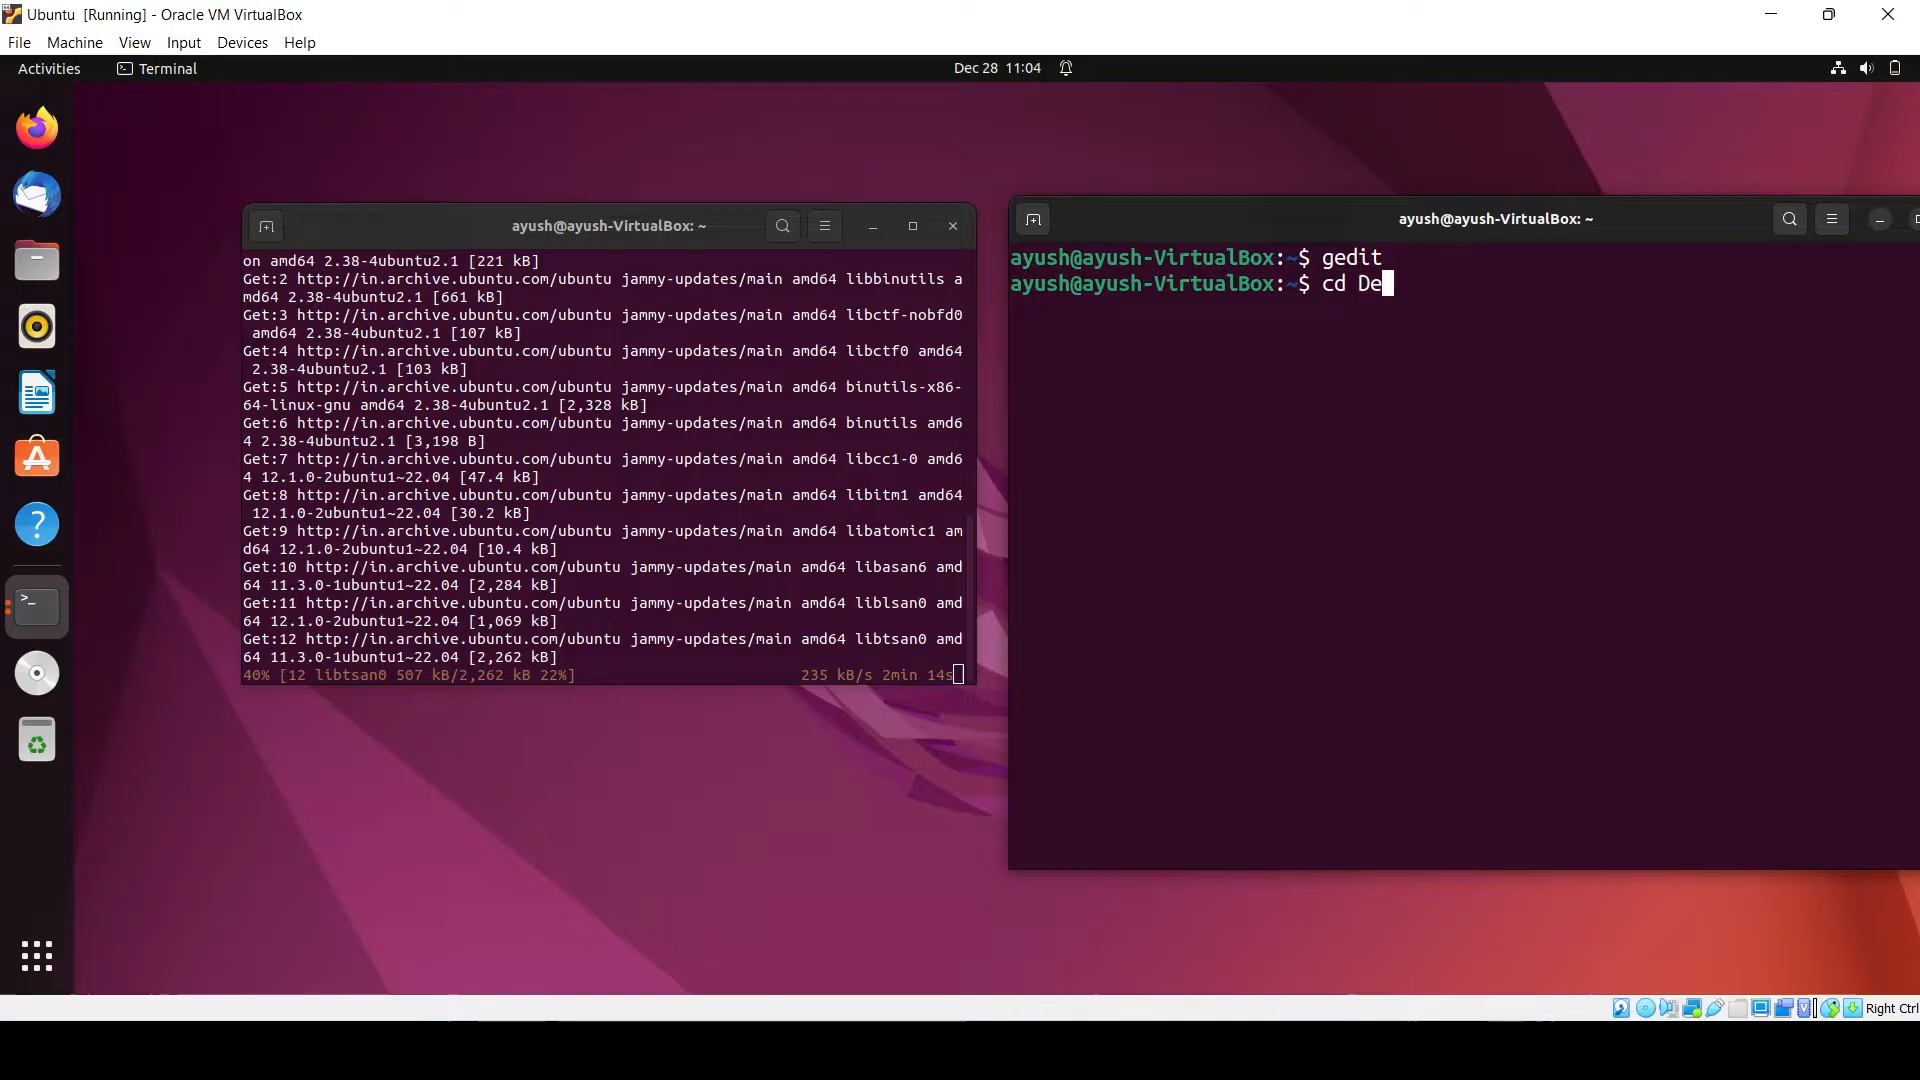 Ubuntu [Running] - Oracle VM VirtualBox
File Machine View Input Devices Help
Activities Terminal Dec 28 11:04
ayush@ayush-VirtualBox: ~
on amd64 2.38-4ubuntu2.1 [221 kB]
Get:2 http://in.archive.ubuntu.com/ubuntu jammy-updates/main amd64 libbinutils a
md64 2.38-4ubuntu2.1 [661 kB]
Get:3 http://in.archive.ubuntu.com/ubuntu jammy-updates/main amd64 libctf-nobfd0
amd64 2.38-4ubuntu2.1 [107 kB]
Get:4 http://in.archive.ubuntu.com/ubuntu jammy-updates/main amd64 libctf0 amd64
2.38-4ubuntu2.1 [103 kB]
Get:5 http://in.archive.ubuntu.com/ubuntu jammy-updates/main amd64 binutils-x86-
64-linux-gnu amd64 2.38-4ubuntu2.1 [2,328 kB]
Get:6 http://in.archive.ubuntu.com/ubuntu jammy-updates/main amd64 binutils amd6
4 2.38-4ubuntu2.1 [3,198 B]
Get:7 http://in.archive.ubuntu.com/ubuntu jammy-updates/main amd64 libcc1-0 amd6
4 12.1.0-2ubuntu1~22.04 [47.4 kB]
Get:8 http://in.archive.ubuntu.com/ubuntu jammy-updates/main amd64 libitm1 amd64
12.1.0-2ubuntu1~22.04 [30.2 kB]
Get:9 http://in.archive.ubuntu.com/ubuntu jammy-updates/main amd64 libatomic1 am
d64 12.1.0-2ubuntu1~22.04 [10.4 kB]
Get:10 http://in.archive.ubuntu.com/ubuntu jammy-updates/main amd64 libasan6 amd
64 11.3.0-1ubuntu1~22.04 [2,284 kB]
Get:11 http://in.archive.ubuntu.com/ubuntu jammy-updates/main amd64 liblsan0 amd
64 12.1.0-2ubuntu1~22.04 [1,069 kB]
Get:12 http://in.archive.ubuntu.com/ubuntu jammy-updates/main amd64 libtsan0 amd
64 11.3.0-1ubuntu1~22.04 [2,262 kB]
40% [12 libtsan0 507 kB/2,262 kB 22%] 235 kB/s 2min 14s
ayush@ayush-VirtualBox: ~
ayush@ayush-VirtualBox:~$ gedit
ayush@ayush-VirtualBox:~$ cd De
Right Ctrl